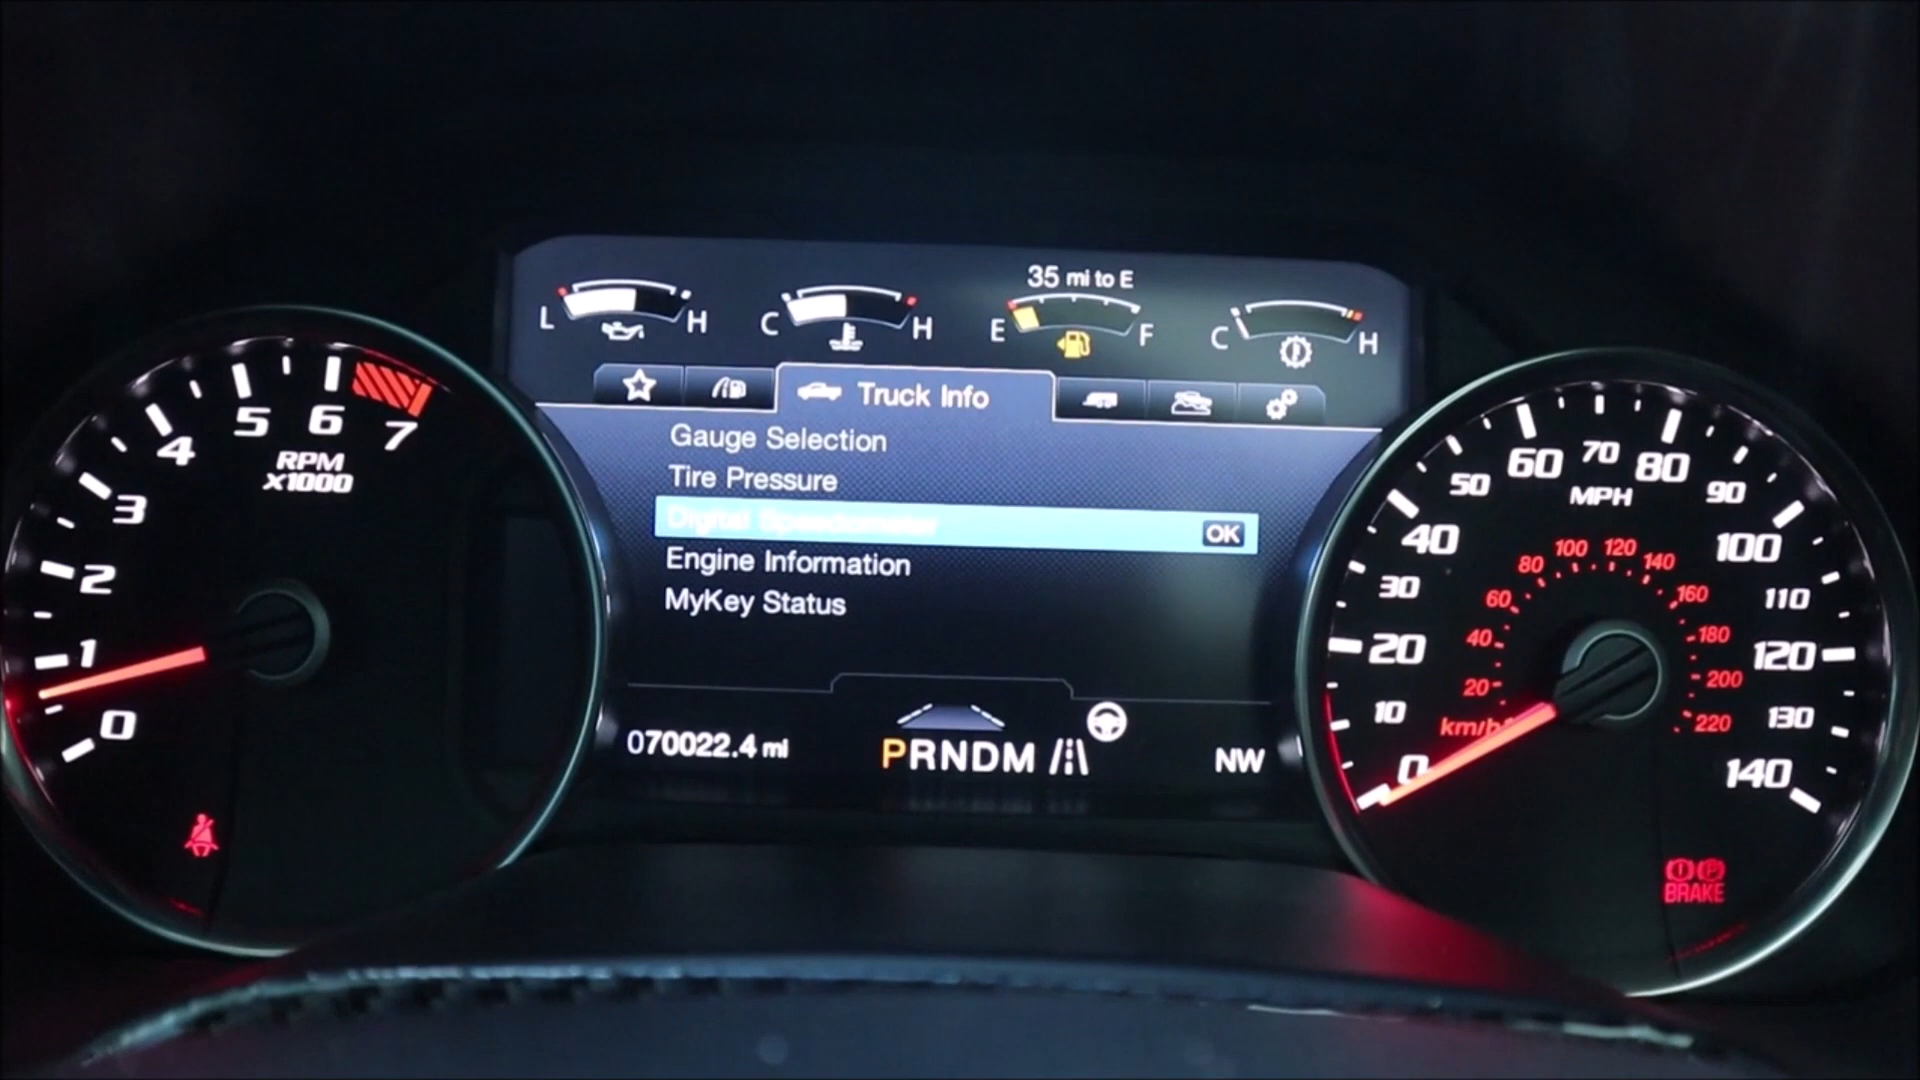 35 mi to E
L H
C H
E F
C H
Truck Info
Gauge Selection
Tire Pressure
Digital Speedometer OK
Engine Information
MyKey Status
070022.4 mi
PRNDM
NW
0
1
2
3
4
5
6
7
RPM
x1000
0
10
20
30
40
50
60
70
80
90
100
110
120
130
140
MPH
20
40
60
80
100
120
140
160
180
200
220
km/h
P
BRAKE